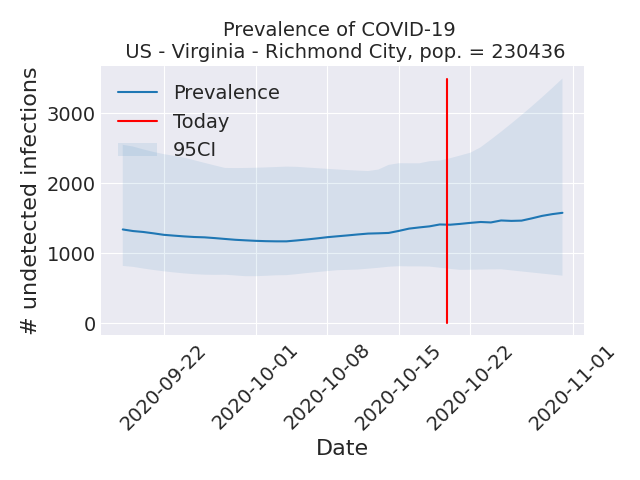 Prevalence of COVID-19
US - Virginia - Richmond City, pop. = 230436
# undetected infections
3000
2000
1000
0
Prevalence
Today
95CI
2020-09-22
2020-10-01
2020-10-08
2020-10-15
2020-10-22
2020-11-01
Date